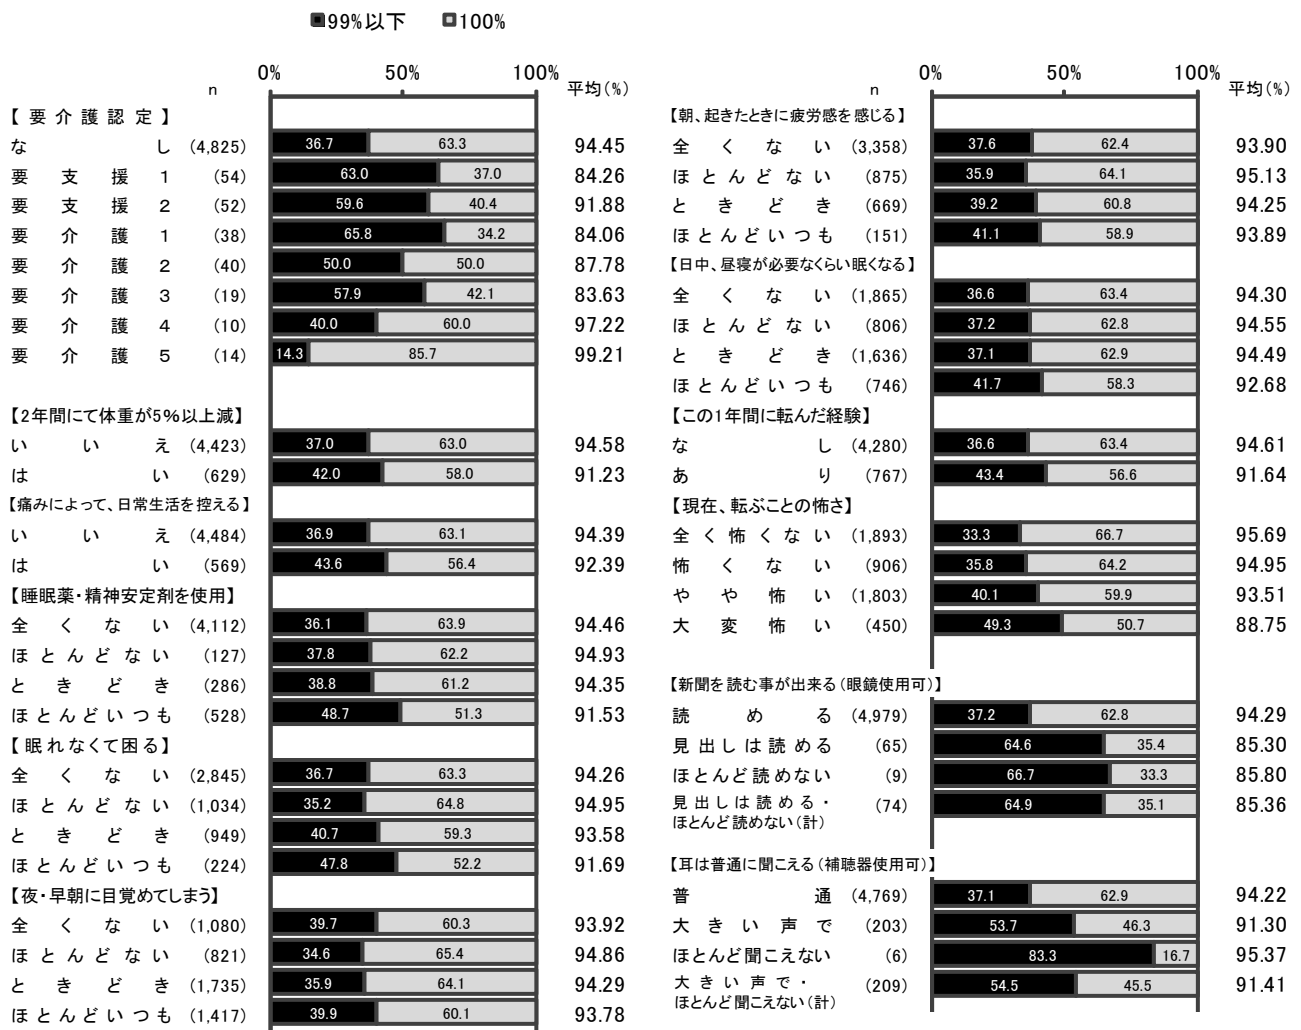 ■99%以下 ■100%
0% 50% 100%
n 平均(%)
【要介護認定】
なし (4,825) 36.7 63.3 94.45
要支援1 (54) 63.0 37.0 84.26
要支援2 (52) 59.6 40.4 91.88
要介護1 (38) 65.8 34.2 84.06
要介護2 (40) 50.0 50.0 87.78
要介護3 (19) 57.9 42.1 83.63
要介護4 (10) 40.0 60.0 97.22
要介護5 (14) 14.3 85.7 99.21
【2年間にて体重が5%以上減】
いいえ (4,423) 37.0 63.0 94.58
はい (629) 42.0 58.0 91.23
【痛みによって、日常生活を控える】
いいえ (4,484) 36.9 63.1 94.39
はい (569) 43.6 56.4 92.39
【睡眠薬・精神安定剤を使用】
全くない (4,112) 36.1 63.9 94.46
ほとんどない (127) 37.8 62.2 94.93
ときどき (286) 38.8 61.2 94.35
ほとんどいつも (528) 48.7 51.3 91.53
【眠れなくて困る】
全くない (2,845) 36.7 63.3 94.26
ほとんどない (1,034) 35.2 64.8 94.95
ときどき (949) 40.7 59.3 93.58
ほとんどいつも (224) 47.8 52.2 91.69
【夜・早朝に目覚めてしまう】
全くない (1,080) 39.7 60.3 93.92
ほとんどない (821) 34.6 65.4 94.86
ときどき (1,735) 35.9 64.1 94.29
ほとんどいつも (1,417) 39.9 60.1 93.78
0% 50% 100%
n 平均(%)
【朝、起きたときに疲労感を感じる】
全くない (3,358) 37.6 62.4 93.90
ほとんどない (875) 35.9 64.1 95.13
ときどき (669) 39.2 60.8 94.25
ほとんどいつも (151) 41.1 58.9 93.89
【日中、昼寝が必要なくらい眠くなる】
全くない (1,865) 36.6 63.4 94.30
ほとんどない (806) 37.2 62.8 94.55
ときどき (1,636) 37.1 62.9 94.49
ほとんどいつも (746) 41.7 58.3 92.68
【この1年間に転んだ経験】
なし (4,280) 36.6 63.4 94.61
あり (767) 43.4 56.6 91.64
【現在、転ぶことの怖さ】
全く怖くない (1,893) 33.3 66.7 95.69
怖くない (906) 35.8 64.2 94.95
やや怖い (1,803) 40.1 59.9 93.51
大変怖い (450) 49.3 50.7 88.75
【新聞を読む事が出来る(眼鏡使用可)】
読める (4,979) 37.2 62.8 94.29
見出しは読める (65) 64.6 35.4 85.30
ほとんど読めない (9) 66.7 33.3 85.80
見出しは読める・
ほとんど読めない(計) (74) 64.9 35.1 85.36
【耳は普通に聞こえる(補聴器使用可)】
普通 (4,769) 37.1 62.9 94.22
大きい声で (203) 53.7 46.3 91.30
ほとんど聞こえない (6) 83.3 16.7 95.37
大きい声で・
ほとんど聞こえない(計) (209) 54.5 45.5 91.41